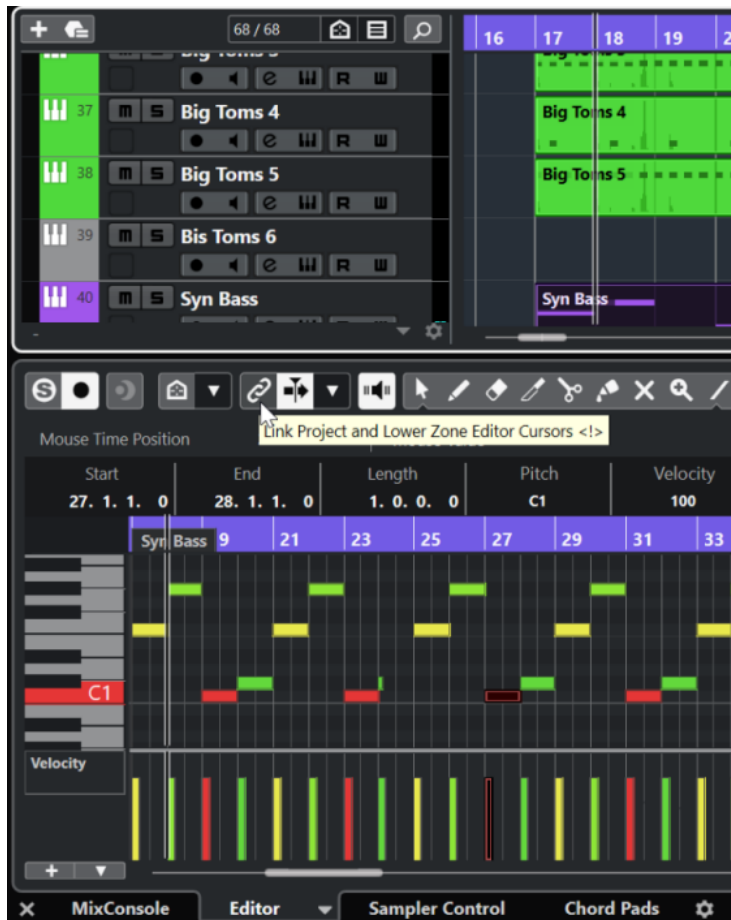 68 / 68
16 17 18 19
37 m S Big Toms 4
Big Toms 4
R W
38 m S Big Toms 5
Big Toms 5
R W
39 m S Bis Toms 6
R W
40 m S Syn Bass
Syn Bass
S
Mouse Time Position
Link Project and Lower Zone Editor Cursors <!>
Start End Length Pitch Velocity
27. 1. 1. 0 28. 1. 1. 0 1. 0. 0. 0 C1 100
Syn Bass 9 21 23 25 27 29 31 33
C1
Velocity
MixConsole Editor Sampler Control Chord Pads